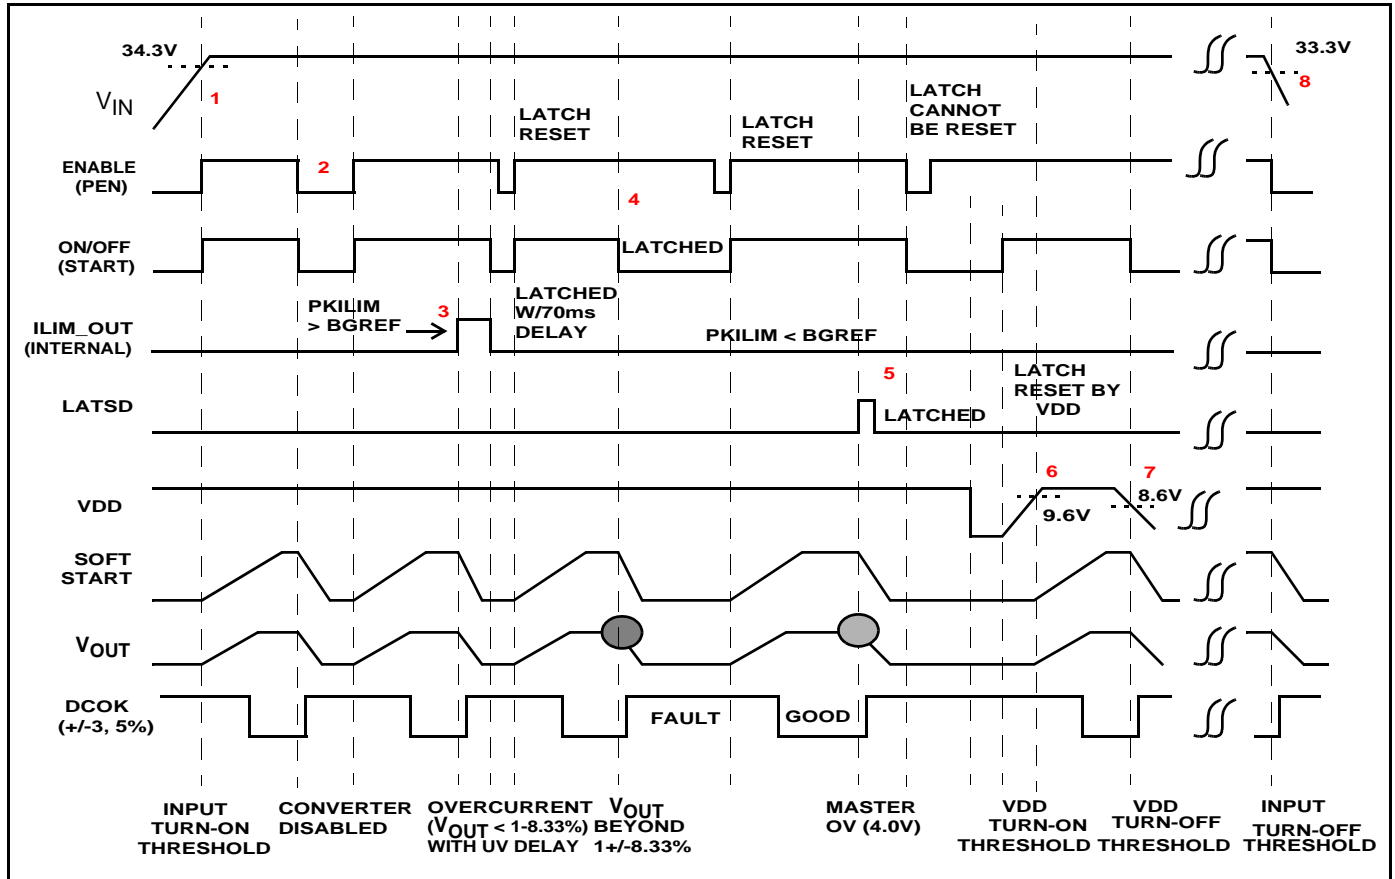 34.3V
33.3V
1
8
VIN
LATCH
RESET
LATCH
RESET
LATCH
CANNOT
BE RESET
ENABLE
(PEN)
2
4
ON/OFF
(START)
LATCHED
PKILIM
> BGREF
3
LATCHED
W/70ms
DELAY
ILIM_OUT
(INTERNAL)
PKILIM < BGREF
5
LATCH
RESET BY
VDD
LATSD
LATCHED
6
7
VDD
9.6V
8.6V
SOFT
START
VOUT
DCOK
(+/-3, 5%)
FAULT
GOOD
INPUT
TURN-ON
THRESHOLD
CONVERTER
DISABLED
OVERCURRENT
(VOUT < 1-8.33%)
WITH UV DELAY
VOUT
BEYOND
1+/-8.33%
MASTER
OV (4.0V)
VDD
TURN-ON
THRESHOLD
VDD
TURN-OFF
THRESHOLD
INPUT
TURN-OFF
THRESHOLD